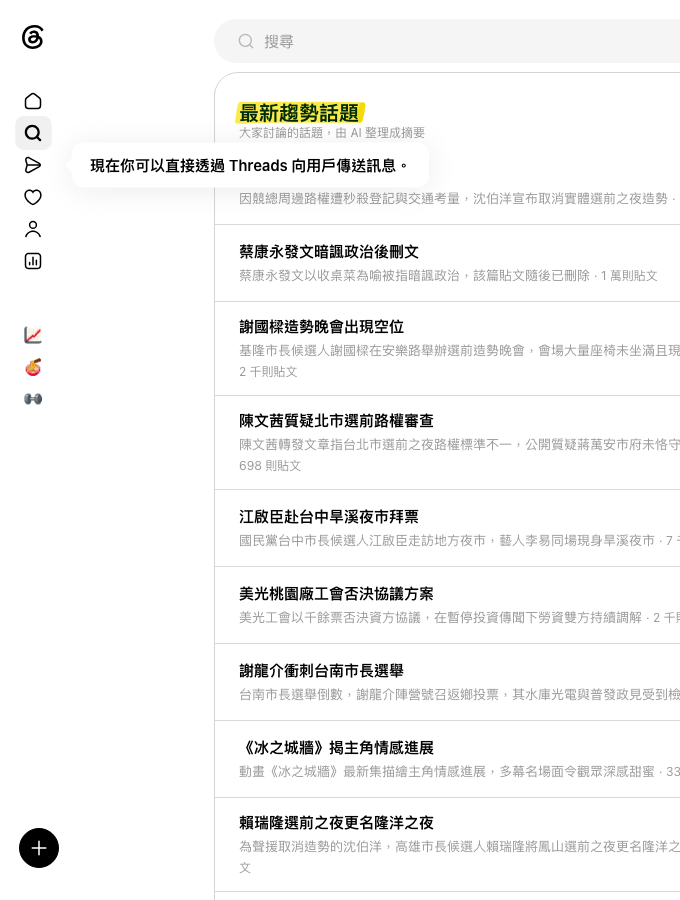 搜尋
最新趨勢話題
大家討論的話題，由 AI 整理成摘要
現在你可以直接透過 Threads 向用戶傳送訊息。
因競總周邊路權遭秒殺登記與交通考量，沈伯洋宣布取消實體選前之夜造勢 ·
蔡康永發文暗諷政治後刪文
蔡康永發文以收桌菜為喻被指暗諷政治，該篇貼文隨後已刪除 · 1 萬則貼文
謝國樑造勢晚會出現空位
基隆市長候選人謝國樑在安樂路舉辦選前造勢晚會，會場大量座椅未坐滿且現
2 千則貼文
陳文茜質疑北市選前路權審查
陳文茜轉發文章指台北市選前之夜路權標準不一，公開質疑蔣萬安市府未恪守
698 則貼文
江啟臣赴台中旱溪夜市拜票
國民黨台中市長候選人江啟臣走訪地方夜市，藝人李易同場現身旱溪夜市 · 7
美光桃園廠工會否決協議方案
美光工會以千餘票否決資方協議，在暫停投資傳聞下勞資雙方持續調解 · 2 千則
謝龍介衝刺台南市長選舉
台南市長選舉倒數，謝龍介陣營號召返鄉投票，其水庫光電與普發政見受到檢
《冰之城牆》揭主角情感進展
動畫《冰之城牆》最新集描繪主角情感進展，多幕名場面令觀眾深感甜蜜 · 33
賴瑞隆選前之夜更名隆洋之夜
為聲援取消造勢的沈伯洋，高雄市長候選人賴瑞隆將鳳山選前之夜更名隆洋之
文